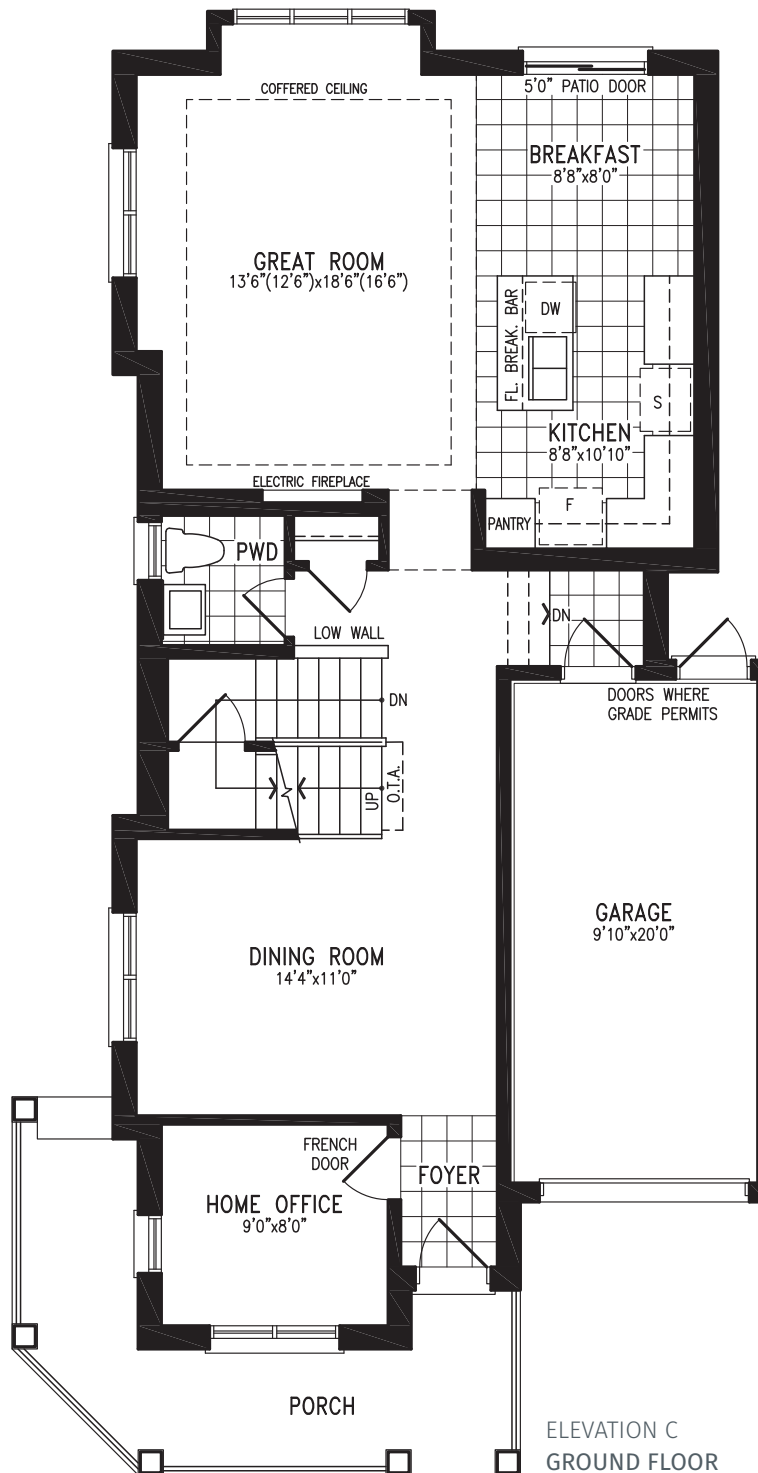 COFFERED CEILING
5'0" PATIO DOOR
BREAKFAST
8'8"x8'0"
GREAT ROOM
13'6"(12'6")x18'6"(16'6")
FL. BREAK. BAR
DW
S
KITCHEN
8'8"x10'10"
ELECTRIC FIREPLACE
PANTRY
F
PWD
LOW WALL
DN
DN
DOORS WHERE
GRADE PERMITS
UP
O.T.A.
N
GARAGE
9'10"x20'0"
DINING ROOM
14'4"x11'0"
FRENCH
DOOR
FOYER
HOME OFFICE
9'0"x8'0"
PORCH
ELEVATION C
GROUND FLOOR